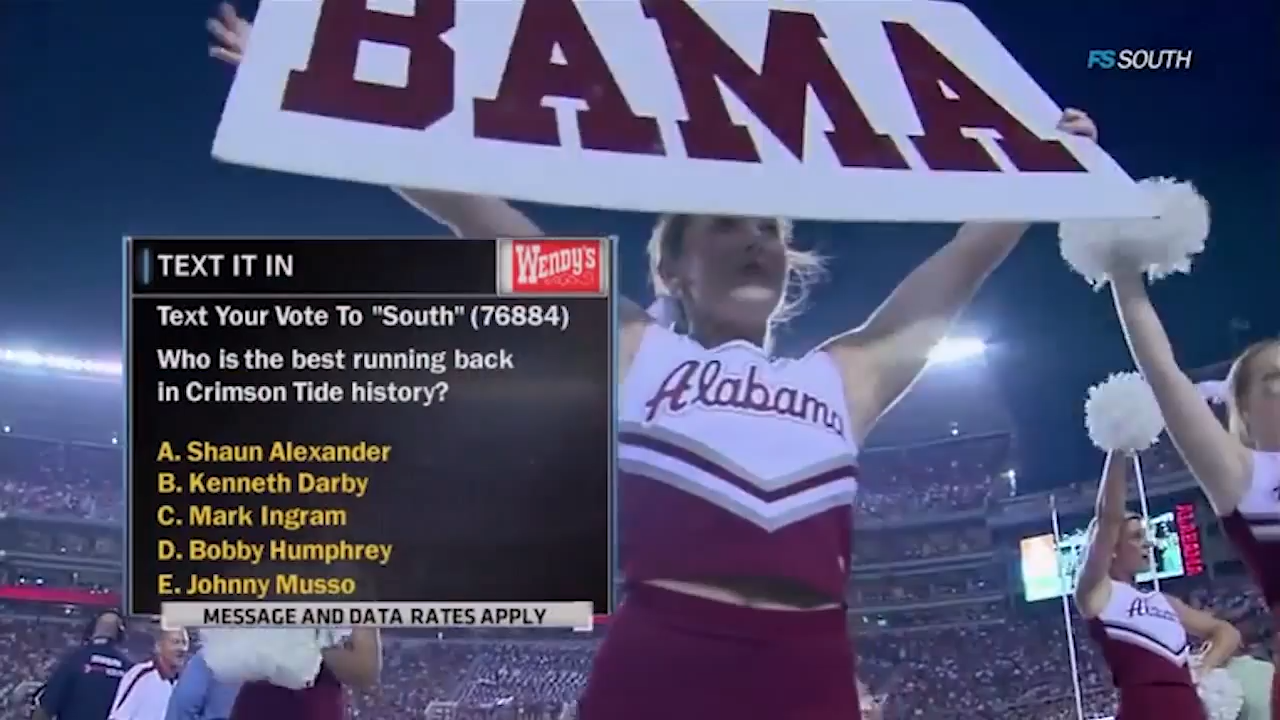 BAMA
FS SOUTH
TEXT IT IN
WENDY'S
Text Your Vote To "South" (76884)
Who is the best running back
in Crimson Tide history?
A. Shaun Alexander
B. Kenneth Darby
C. Mark Ingram
D. Bobby Humphrey
E. Johnny Musso
MESSAGE AND DATA RATES APPLY
Alabama
ALABAMA
Alab